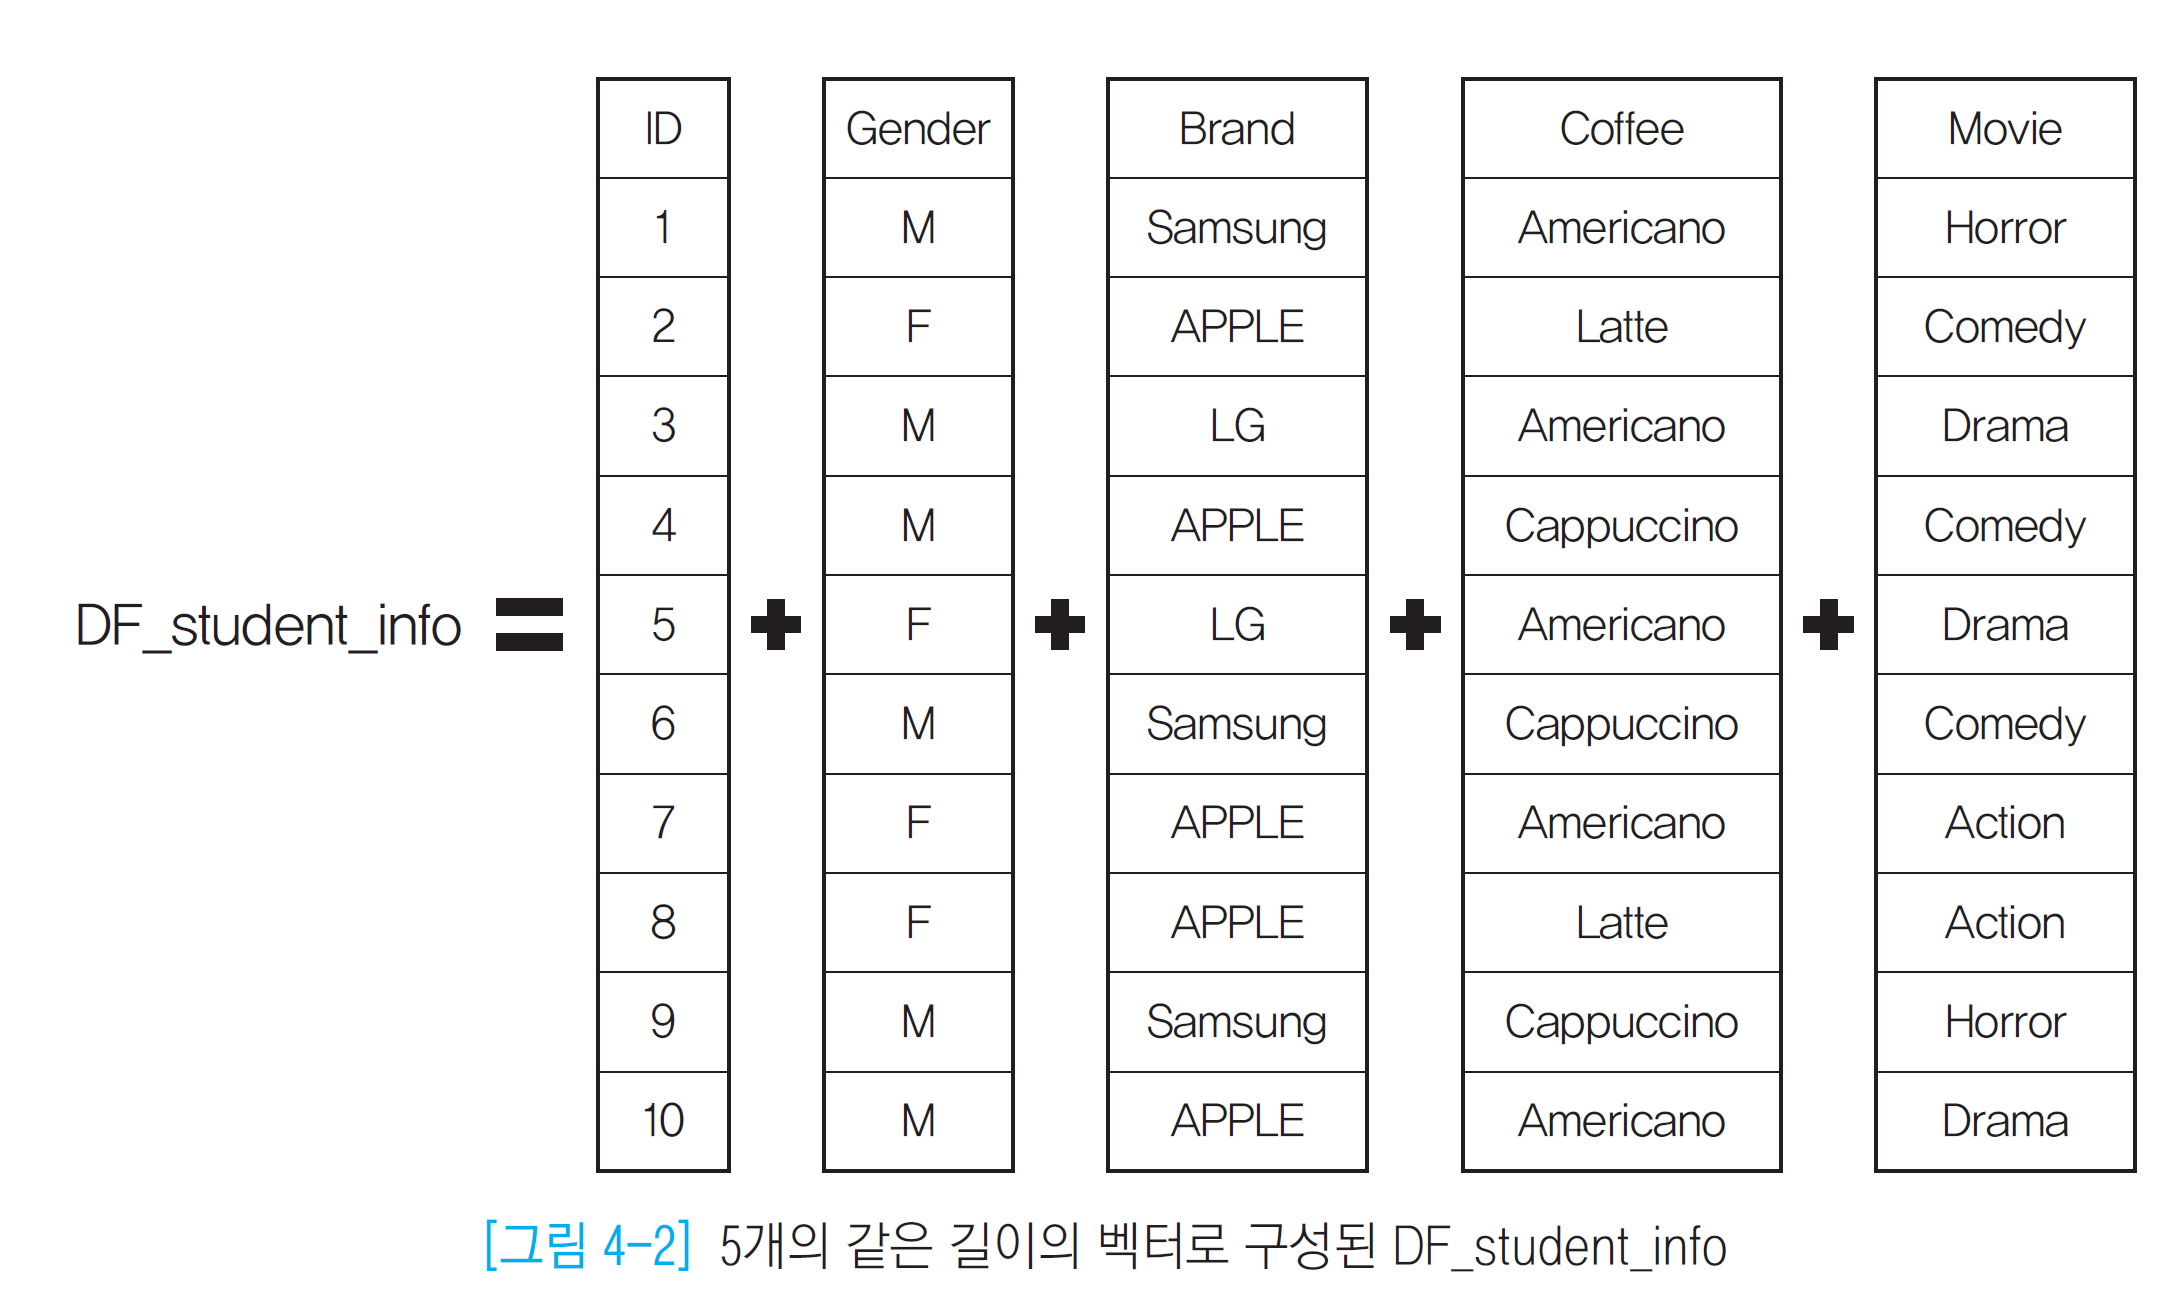 ID Gender Brand Coffee Movie
1 M Samsung Americano Horror
2 F APPLE Latte Comedy
3 M LG Americano Drama
4 M APPLE Cappuccino Comedy
DF_student_info = 5 + F + LG + Americano + Drama
6 M Samsung Cappuccino Comedy
7 F APPLE Americano Action
8 F APPLE Latte Action
9 M Samsung Cappuccino Horror
10 M APPLE Americano Drama
[그림 4-2] 5개의 같은 길이의 벡터로 구성된 DF_student_info